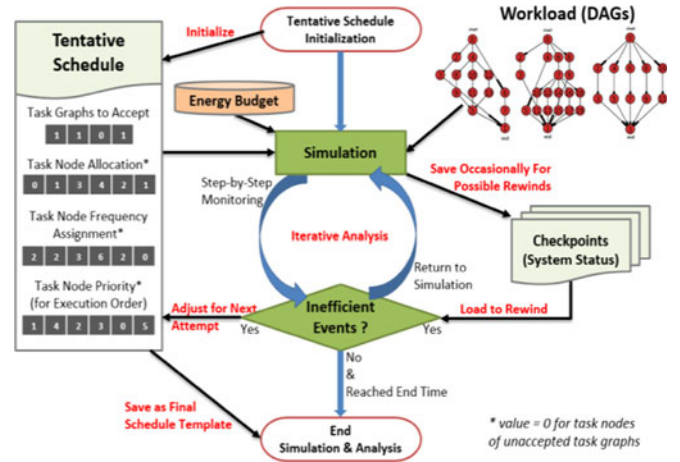 Tentative Schedule
Initialization
Workload (DAGs)
Initialize
Tentative
Schedule
Energy Budget
Task Graphs to Accept
1 1 0 1
Task Node Allocation*
0 1 3 4 2 1
Task Node Frequency
Assignment*
2 2 3 6 2 0
Task Node Priority*
(for Execution Order)
1 4 2 3 0 5
Simulation
Save Occasionally For
Possible Rewinds
Step-by-Step
Monitoring
Iterative Analysis
Checkpoints
(System Status)
Return to
Simulation
Inefficient
Events ?
Adjust for Next
Attempt
Yes
Yes
Load to Rewind
No
&
Reached End Time
Save as Final
Schedule Template
End
Simulation & Analysis
* value = 0 for task nodes
of unaccepted task graphs